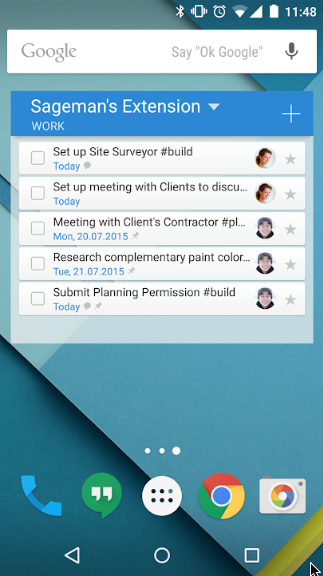 11:48
Google Say "Ok Google"
Sageman's Extension
WORK
Set up Site Surveyor #build
Today
Set up meeting with Clients to discu...
Today
Meeting with Client's Contractor #pl...
Mon, 20.07.2015
Research complementary paint color...
Tue, 21.07.2015
Submit Planning Permission #build
Today